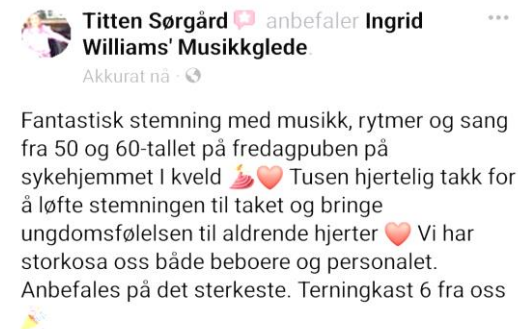 Titten Sørgård anbefaler Ingrid
Williams' Musikkglede.
Akkurat nå ·
Fantastisk stemning med musikk, rytmer og sang
fra 50 og 60-tallet på fredagpuben på
sykehjemmet I kveld 💃❤️ Tusen hjertelig takk for
å løfte stemningen til taket og bringe
ungdomsfølelsen til aldrende hjerter ❤️ Vi har
storkosa oss både beboere og personalet.
Anbefales på det sterkeste. Terningkast 6 fra oss
🎉